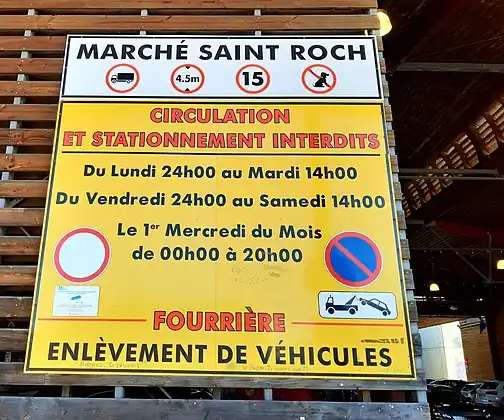 MARCHÉ SAINT ROCH
4.5m 15
CIRCULATION
ET STATIONNEMENT INTERDITS
Du Lundi 24h00 au Mardi 14h00
Du Vendredi 24h00 au Samedi 14h00
Le 1er Mercredi du Mois
de 00h00 à 20h00
FOURRIÈRE
ENLÈVEMENT DE VÉHICULES